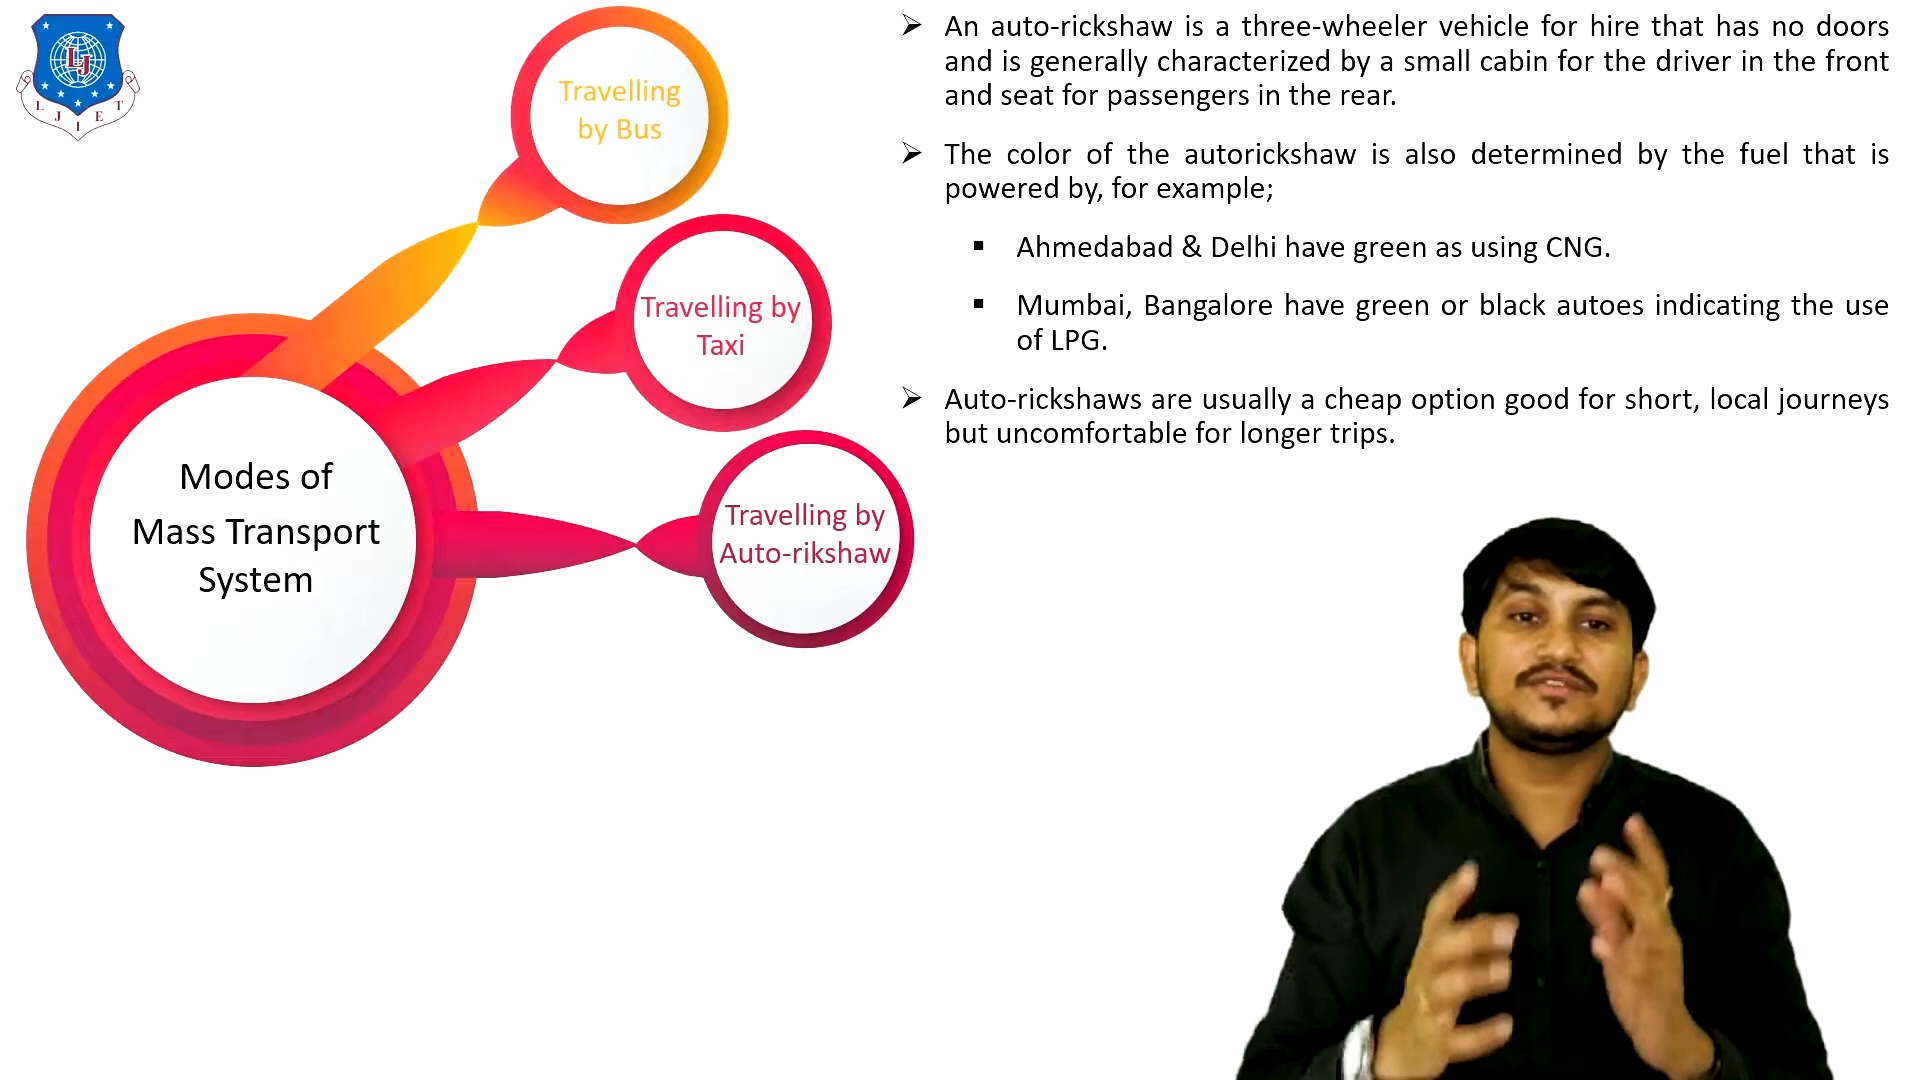 LJ
L J I E T
Travelling
by Bus
Travelling by
Taxi
Travelling by
Auto-rikshaw
Modes of
Mass Transport
System
An auto-rickshaw is a three-wheeler vehicle for hire that has no doors
and is generally characterized by a small cabin for the driver in the front
and seat for passengers in the rear.
The color of the autorickshaw is also determined by the fuel that is
powered by, for example;
Ahmedabad & Delhi have green as using CNG.
Mumbai, Bangalore have green or black autoes indicating the use
of LPG.
Auto-rickshaws are usually a cheap option good for short, local journeys
but uncomfortable for longer trips.